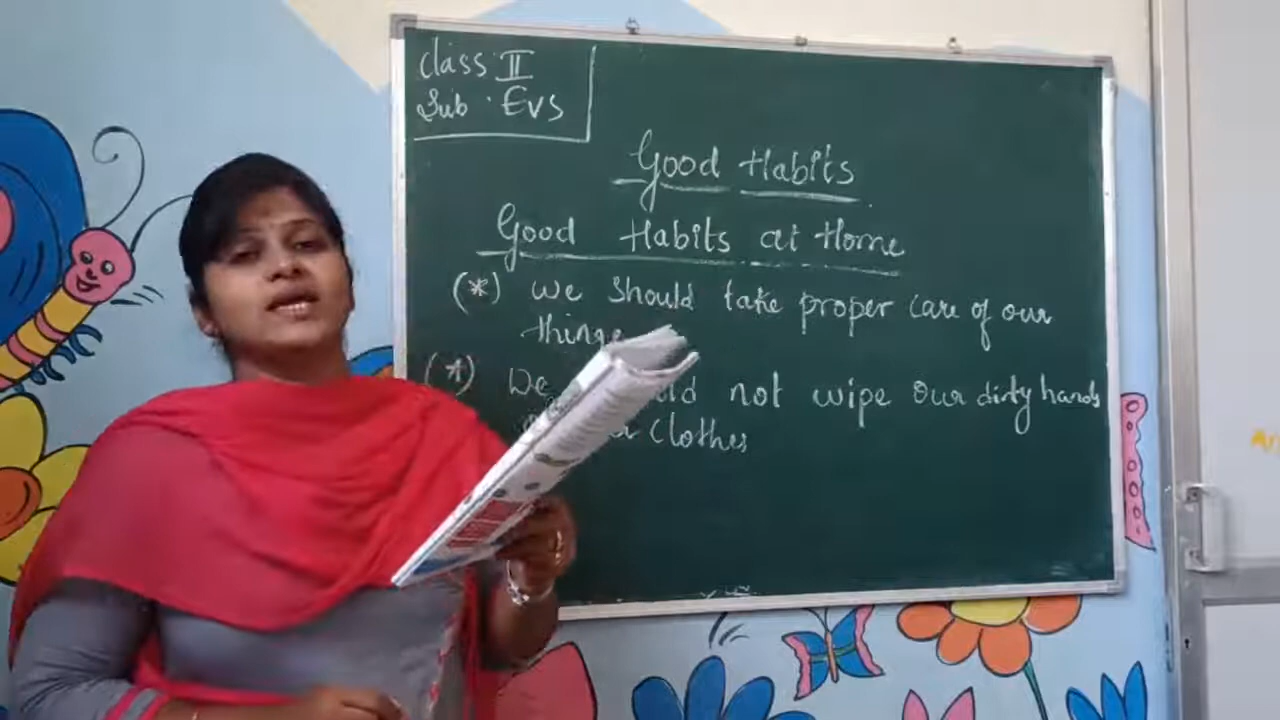 Class : II
Sub : EVS
Good Habits
Good Habits at Home
(*) We should take proper care of our
things
(*) We not wipe our dirty hands
clothes